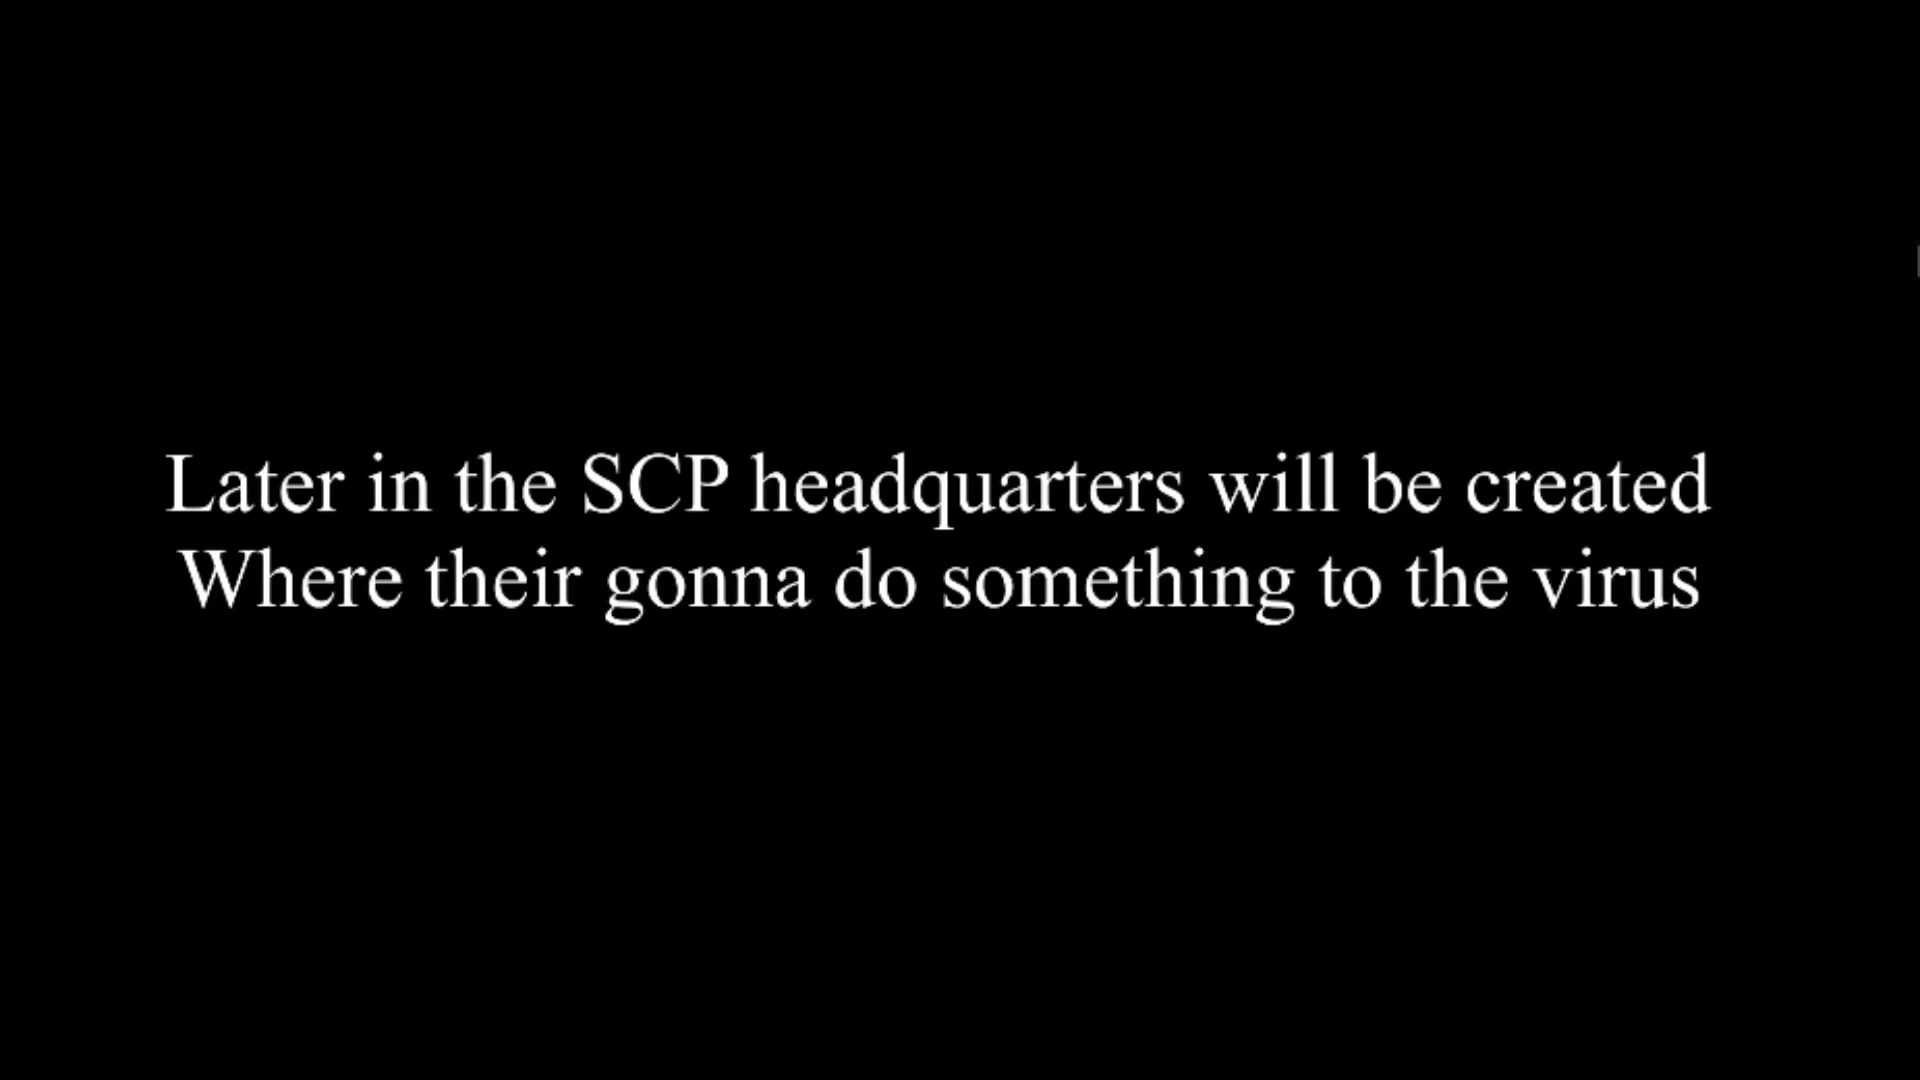 Later in the SCP headquarters will be created
Where their gonna do something to the virus